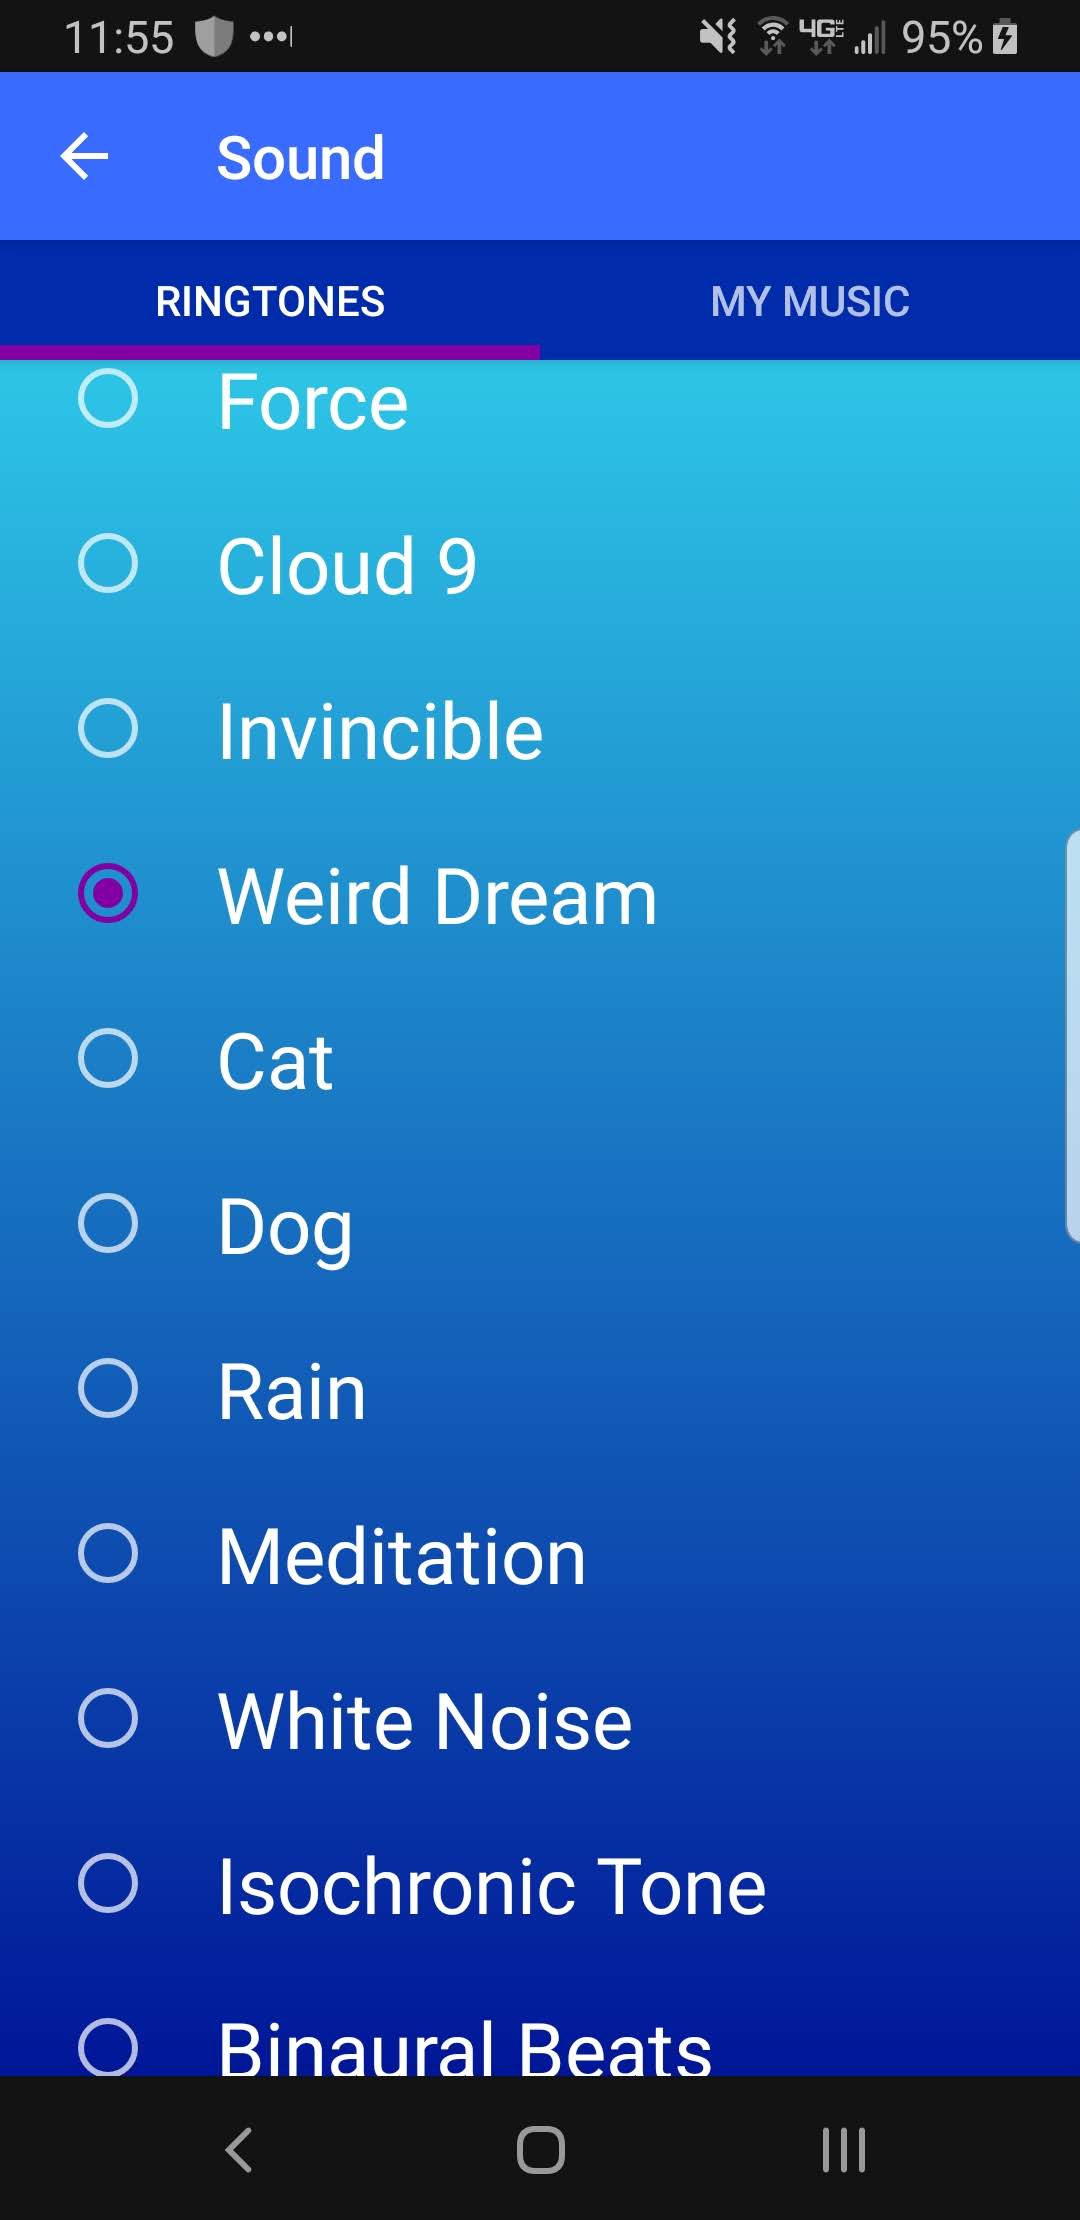 11:55
4G LTE 95%
Sound
RINGTONES MY MUSIC
Force
Cloud 9
Invincible
Weird Dream
Cat
Dog
Rain
Meditation
White Noise
Isochronic Tone
Binaural Beats